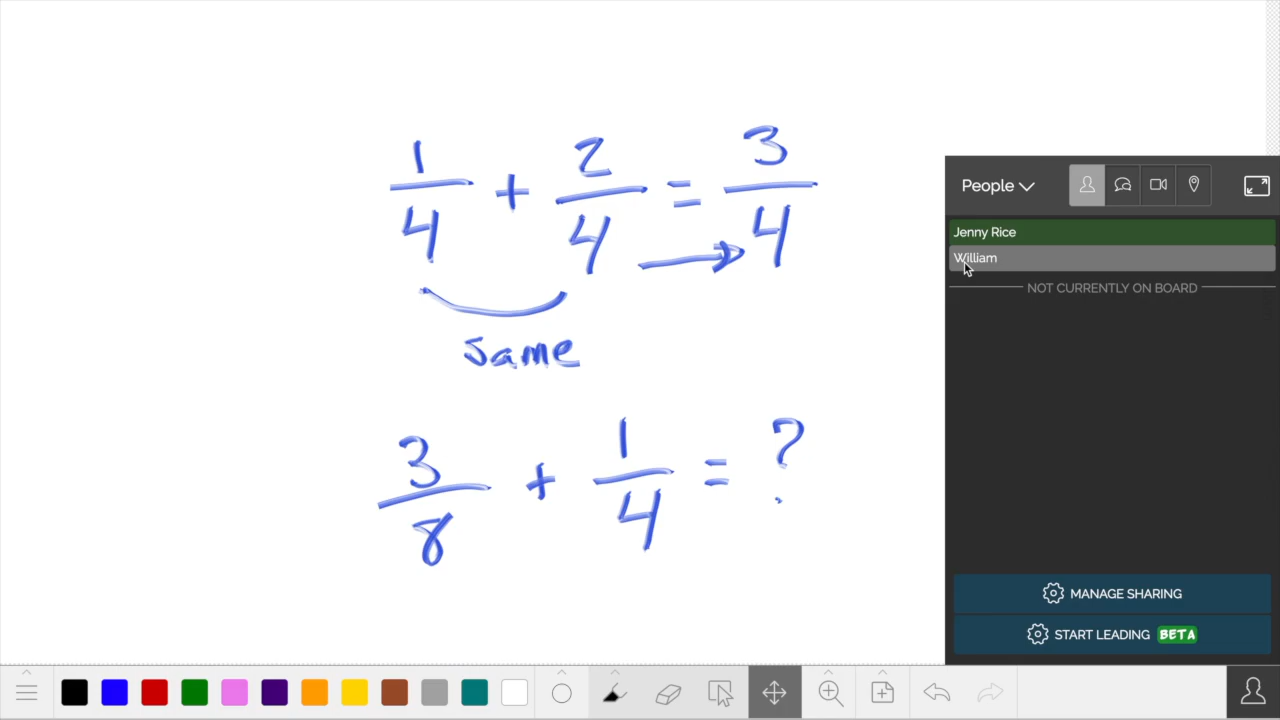 1/4 + 2/4 = 3/4
same
3/8 + 1/4 = ?
People
Jenny Rice
William
NOT CURRENTLY ON BOARD
MANAGE SHARING
START LEADING BETA